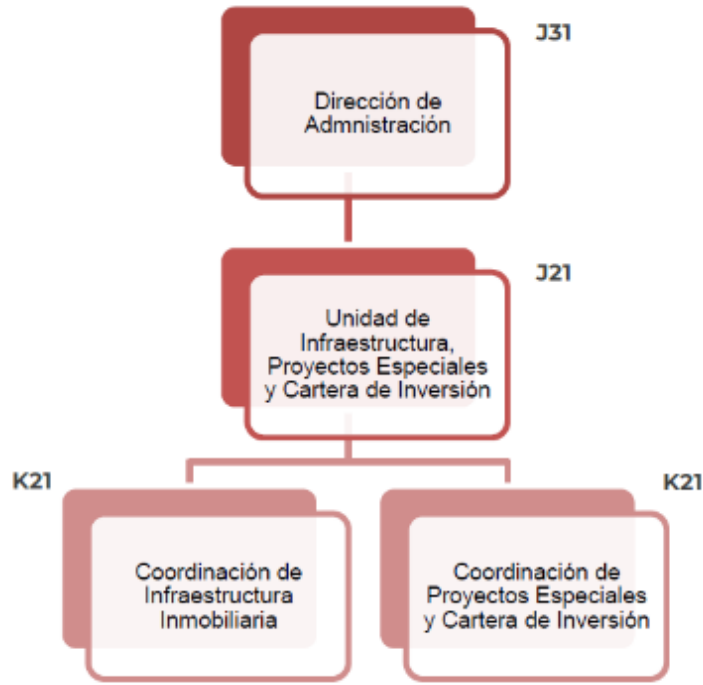 J31
Dirección de
Admnistración
J21
Unidad de
Infraestructura,
Proyectos Especiales
y Cartera de Inversión
K21
K21
Coordinación de
Infraestructura
Inmobiliaria
Coordinación de
Proyectos Especiales
y Cartera de Inversión